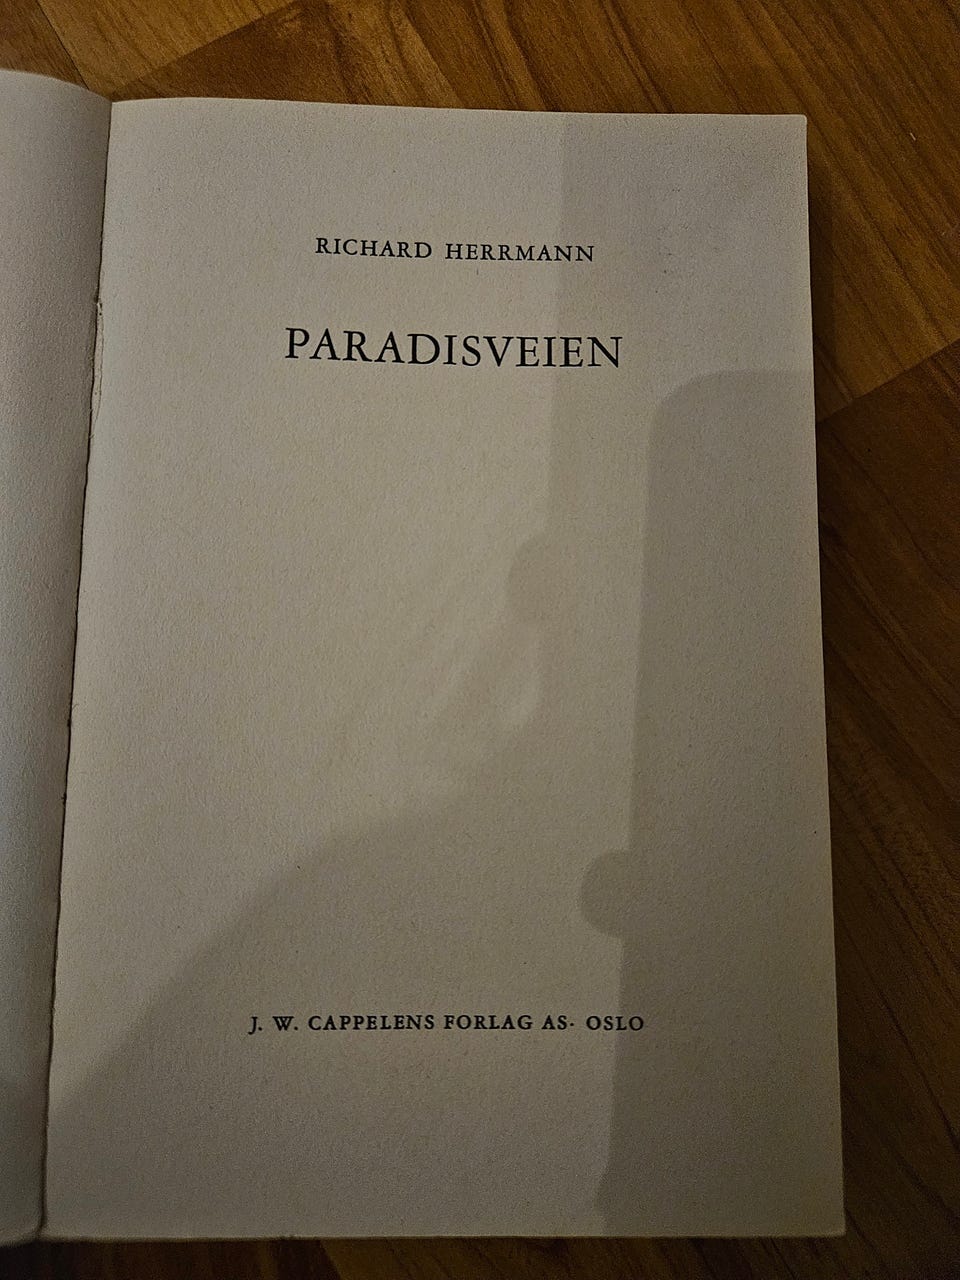 RICHARD HERRMANN
PARADISVEIEN
J. W. CAPPELENS FORLAG AS· OSLO